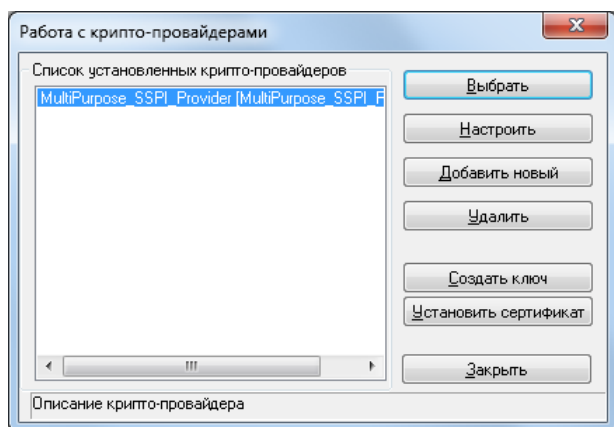 Работа с крипто-провайдерами
Список установленных крипто-провайдеров
MultiPurpose_SSPI_Provider [MultiPurpose_SSPI_F
Выбрать
Настроить
Добавить новый
Удалить
Создать ключ
Установить сертификат
Закрыть
Описание крипто-провайдера